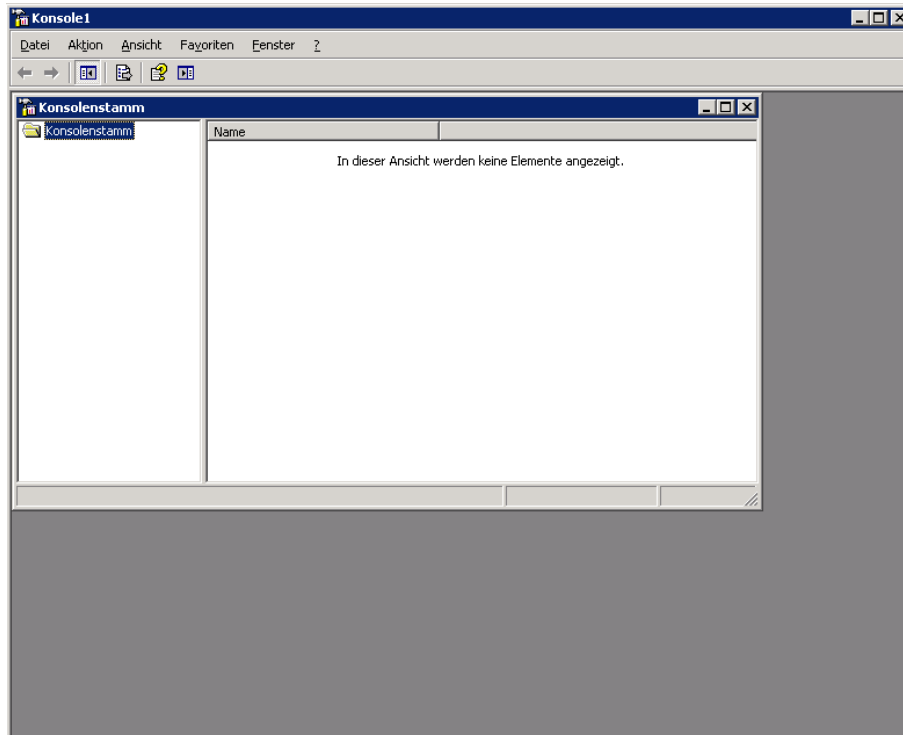 Konsole1
Datei Aktion Ansicht Favoriten Fenster ?
Konsolenstamm
Konsolenstamm
Name
In dieser Ansicht werden keine Elemente angezeigt.